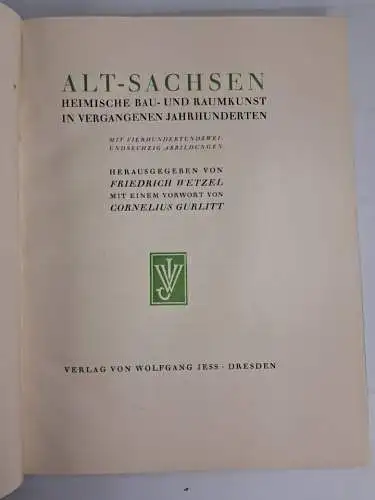 ALT-SACHSEN
HEIMISCHE BAU- UND RAUMKUNST
IN VERGANGENEN JAHRHUNDERTEN
MIT VIERHUNDERTUNDZWEI-
UNDSECHZIG ABBILDUNGEN
HERAUSGEGEBEN VON
FRIEDRICH WETZEL
MIT EINEM VORWORT VON
CORNELIUS GURLITT
WJ
VERLAG VON WOLFGANG JESS · DRESDEN